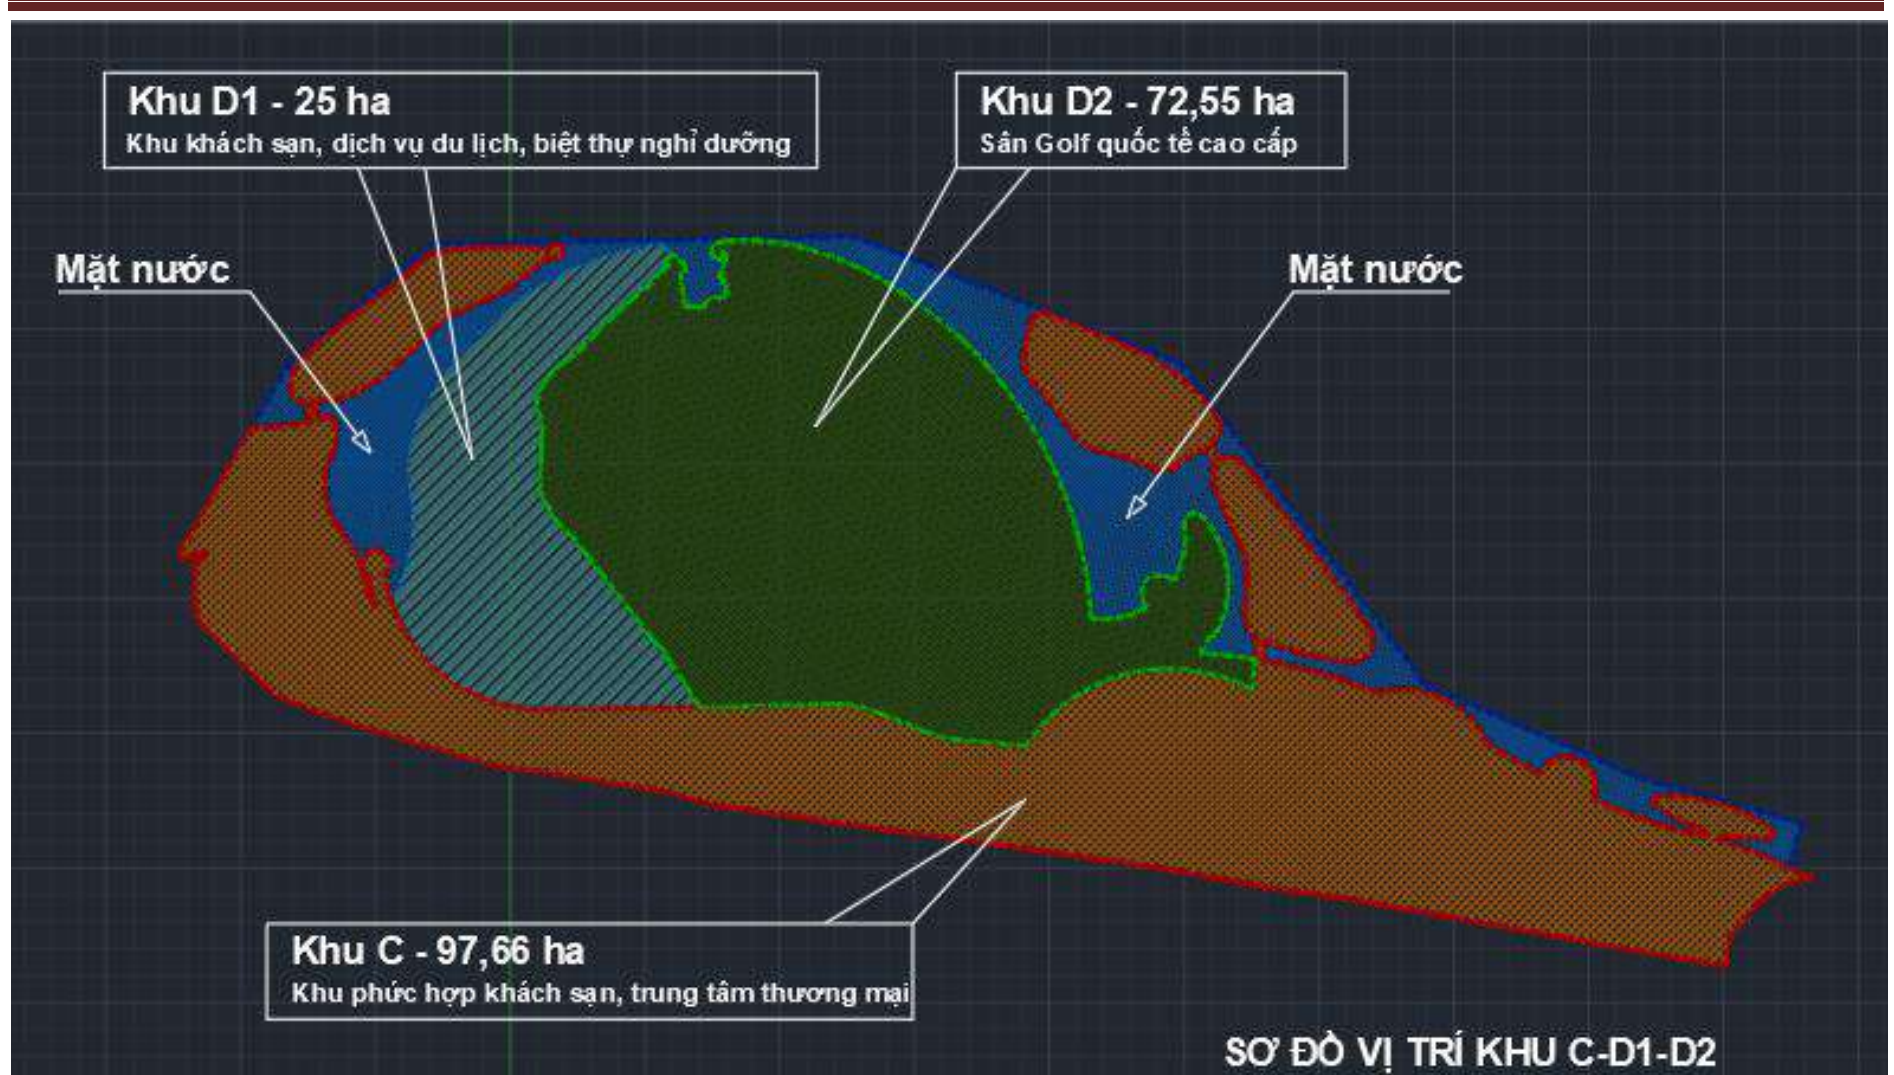 Khu D1 - 25 ha
Khu khách sạn, dịch vụ du lịch, biệt thự nghỉ dưỡng
Khu D2 - 72,55 ha
Sân Golf quốc tế cao cấp
Mặt nước
Mặt nước
Khu C - 97,66 ha
Khu phức hợp khách sạn, trung tâm thương mại
SƠ ĐỒ VỊ TRÍ KHU C-D1-D2